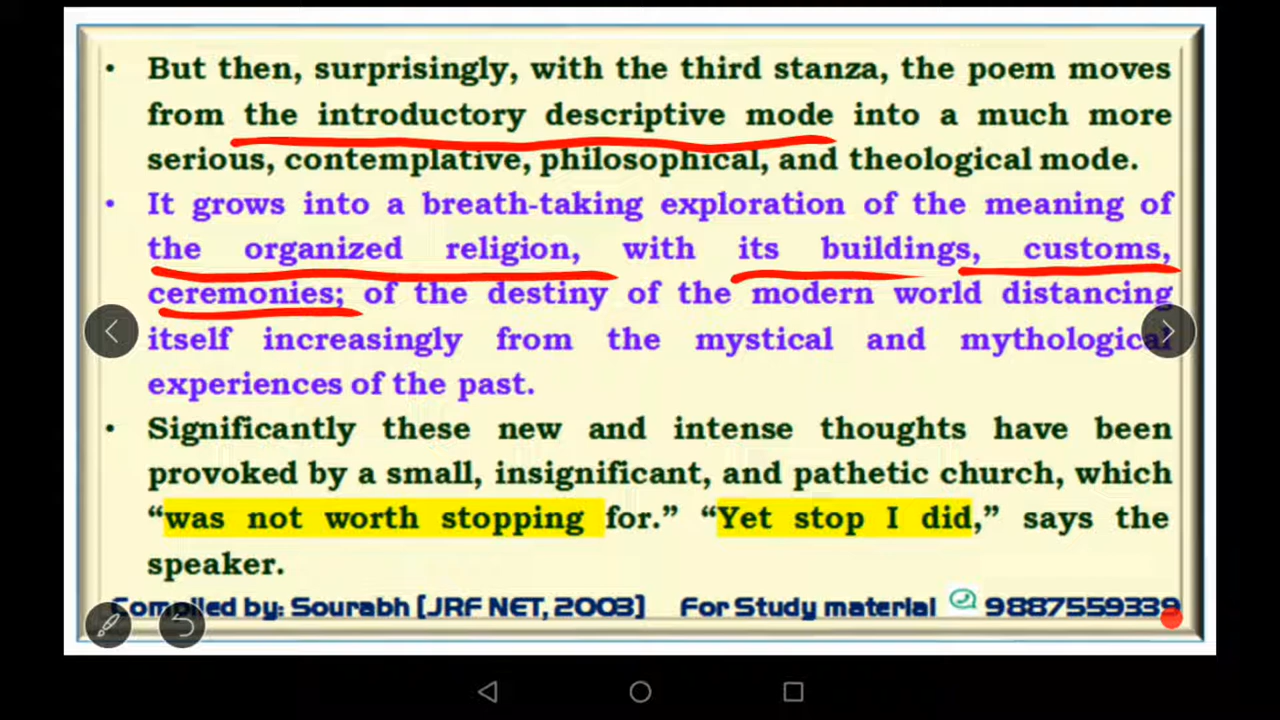 • But then, surprisingly, with the third stanza, the poem moves
from the introductory descriptive mode into a much more
serious, contemplative, philosophical, and theological mode.
• It grows into a breath-taking exploration of the meaning of
the organized religion, with its buildings, customs,
ceremonies; of the destiny of the modern world distancing
itself increasingly from the mystical and mythological
experiences of the past.
• Significantly these new and intense thoughts have been
provoked by a small, insignificant, and pathetic church, which
“was not worth stopping for.” “Yet stop I did,” says the
speaker.
Compiled by: Sourabh [JRF NET, 2003] For Study material 9887559339